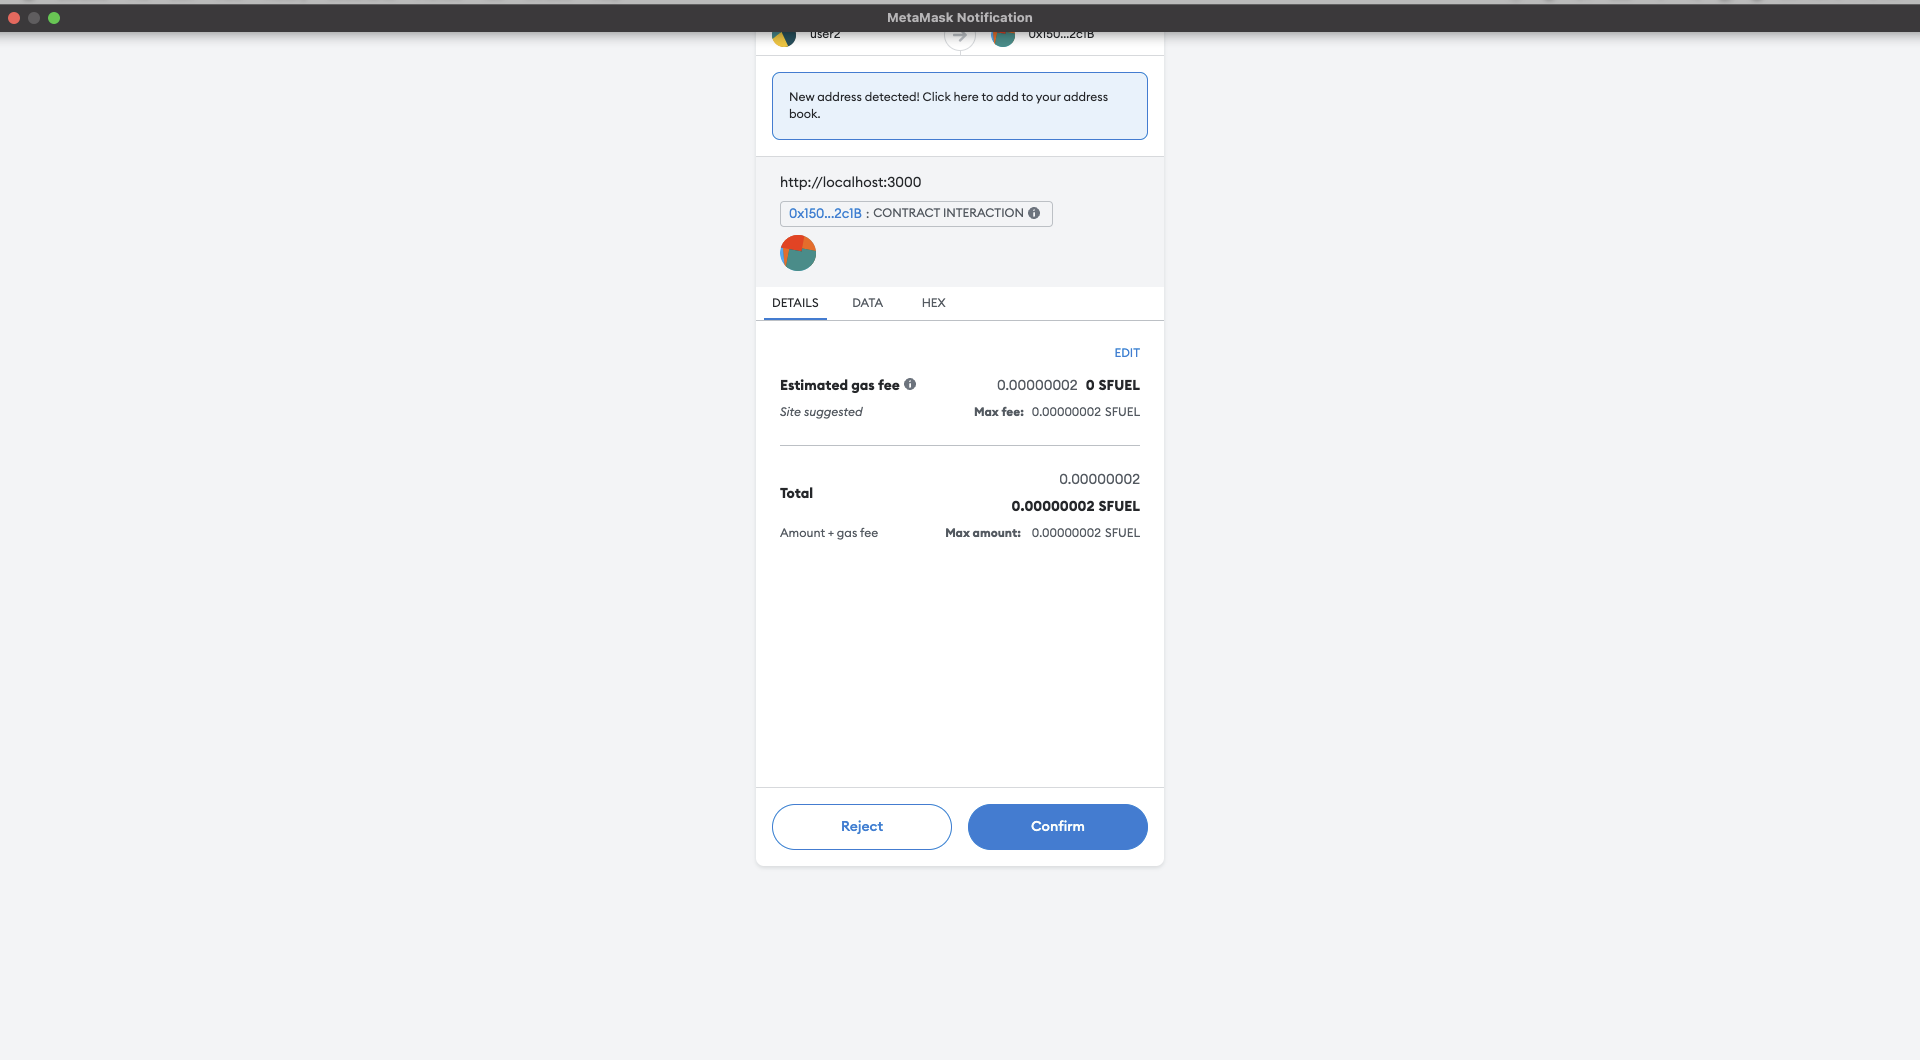 MetaMask Notification
user2
0x150...2c1B
New address detected! Click here to add to your address
book.
http://localhost:3000
0x150...2c1B : CONTRACT INTERACTION
DETAILS DATA HEX
EDIT
Estimated gas fee 0.00000002 0 SFUEL
Site suggested Max fee: 0.00000002 SFUEL
0.00000002
Total
0.00000002 SFUEL
Amount + gas fee Max amount: 0.00000002 SFUEL
Reject Confirm